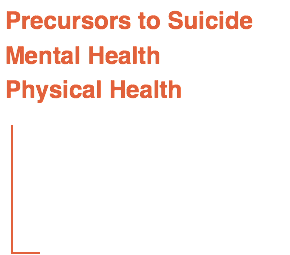 Precursors to Suicide
Mental Health
Physical Health